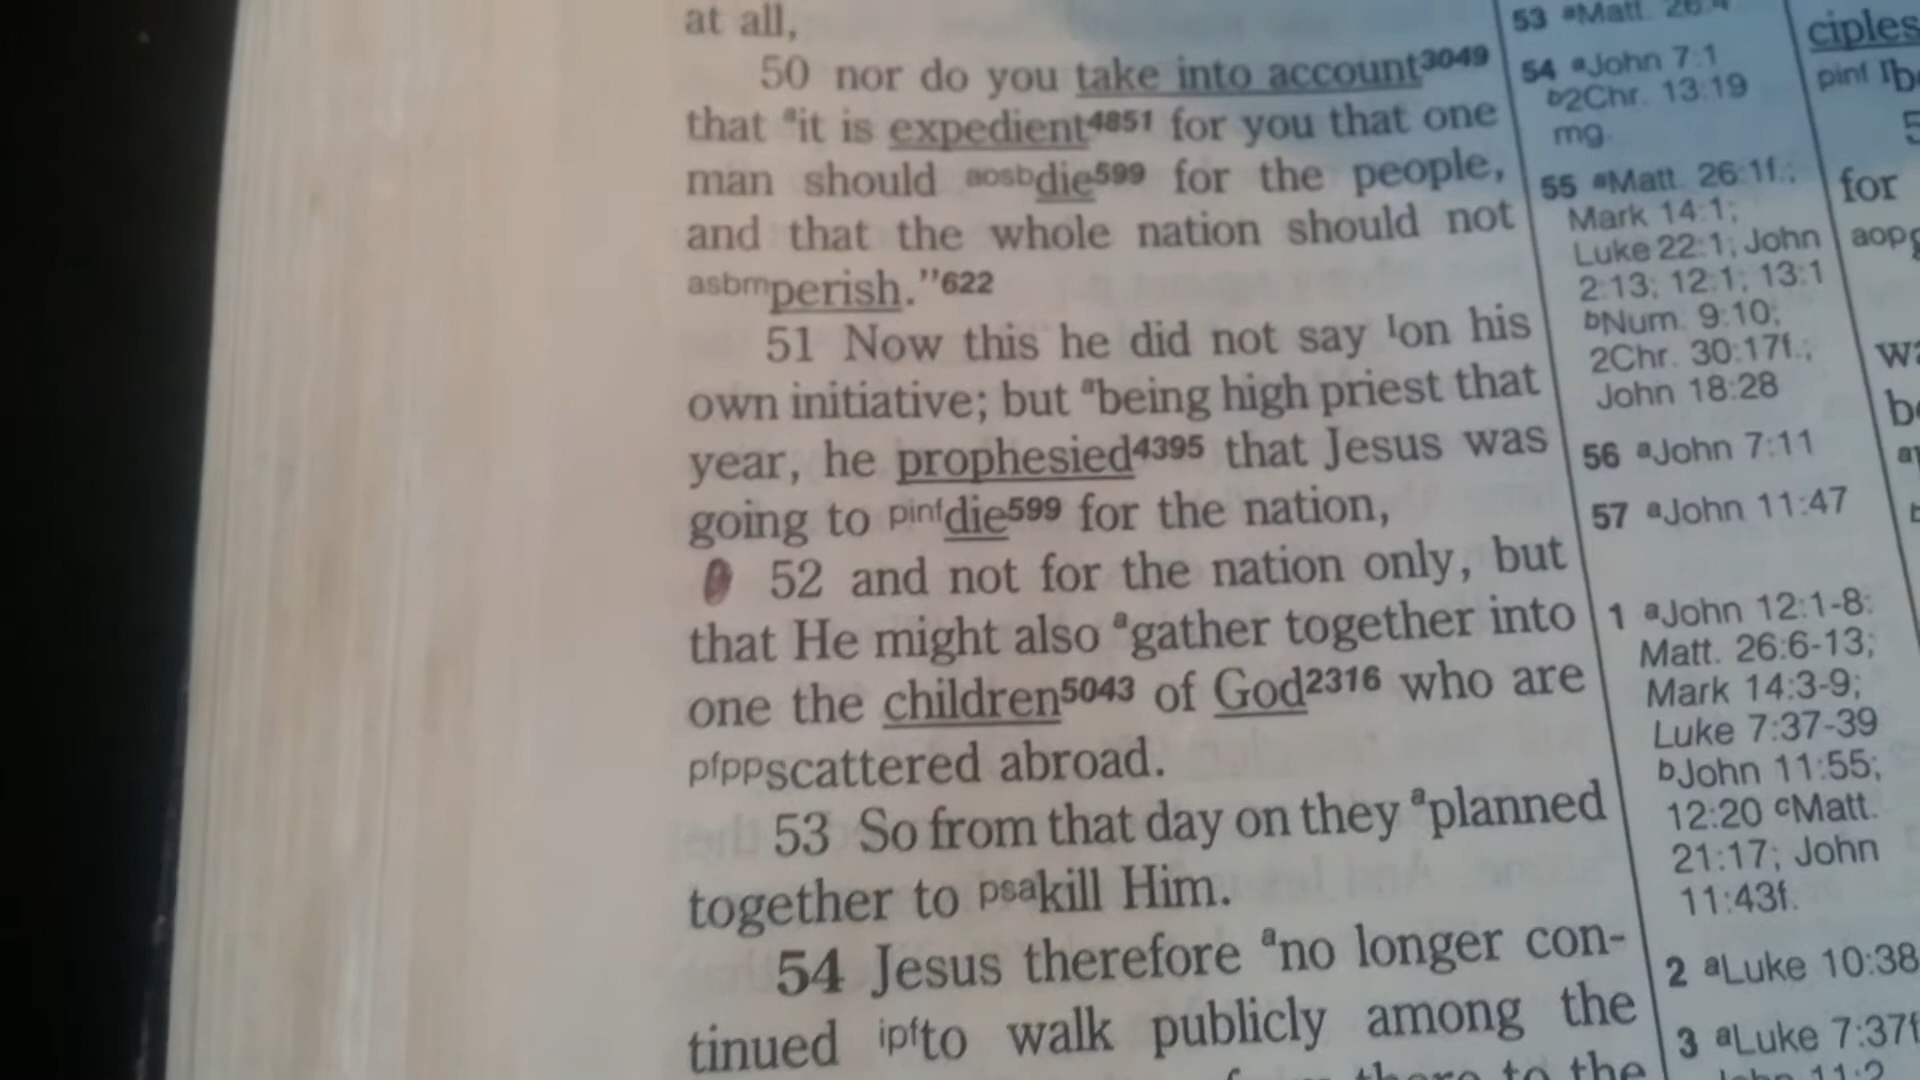 at all,
50 nor do you take into account3049
that ait is expedient4851 for you that one
man should aosbdie599 for the people,
and that the whole nation should not
asbmperish."622
51 Now this he did not say 1on his
own initiative; but abeing high priest that
year, he prophesied4395 that Jesus was
going to pinfdie599 for the nation,
52 and not for the nation only, but
that He might also agather together into
one the children5043 of God2316 who are
pfppscattered abroad.
53 So from that day on they aplanned
together to psakill Him.
54 Jesus therefore ano longer con-
tinued ipfto walk publicly among the
there to the
53 aMatt. 26:4
54 aJohn 7:1
b2Chr. 13:19
mg.
55 aMatt. 26:1f.;
Mark 14:1;
Luke 22:1; John
2:13; 12:1; 13:1
bNum. 9:10;
2Chr. 30:17f.;
John 18:28
56 aJohn 7:11
57 aJohn 11:47
1 aJohn 12:1-8;
Matt. 26:6-13;
Mark 14:3-9;
Luke 7:37-39
bJohn 11:55;
12:20 cMatt.
21:17; John
11:43f.
2 aLuke 10:38
3 aLuke 7:37f
John 11:2
ciples
pinf
for
aop